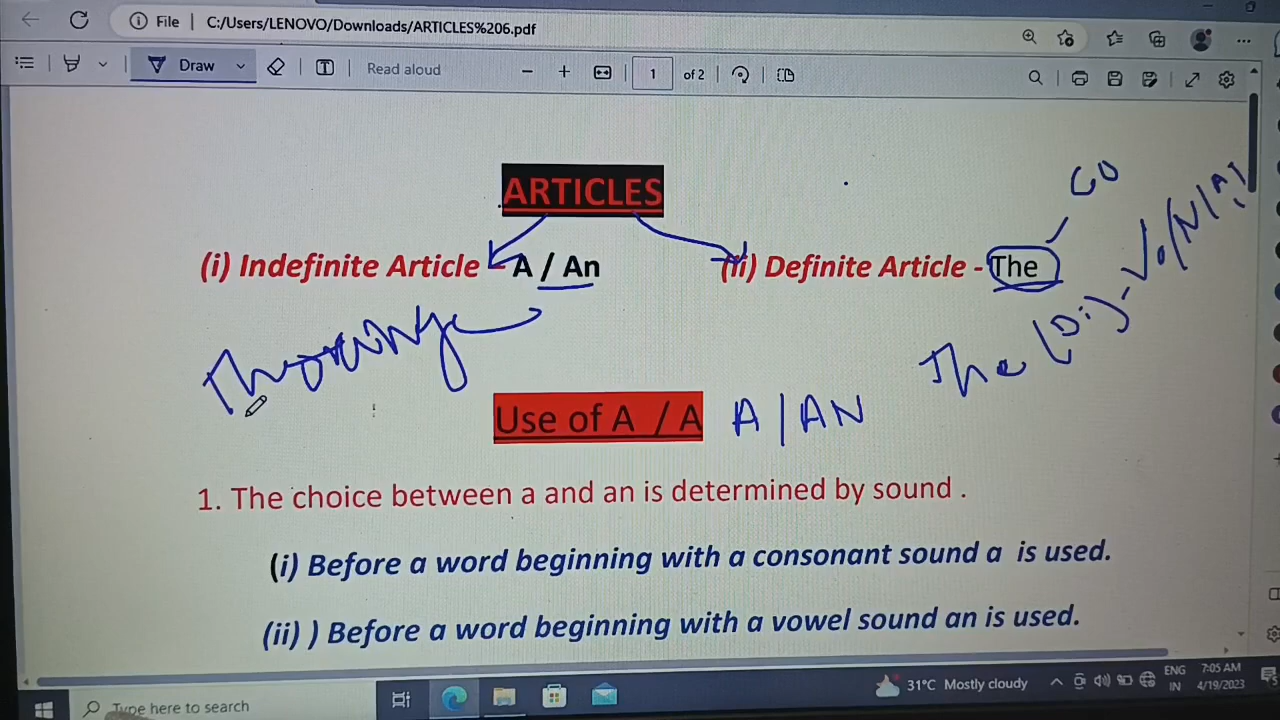 File | C:/Users/LENOVO/Downloads/ARTICLES%206.pdf
Draw Read aloud 1 of 2
ARTICLES
(i) Indefinite Article - A / An (ii) Definite Article - The
The
Use of A / A A / AN
1. The choice between a and an is determined by sound .
(i) Before a word beginning with a consonant sound a is used.
(ii) ) Before a word beginning with a vowel sound an is used.
Type here to search 31°C Mostly cloudy ENG 7:05 AM
IN 4/19/2023